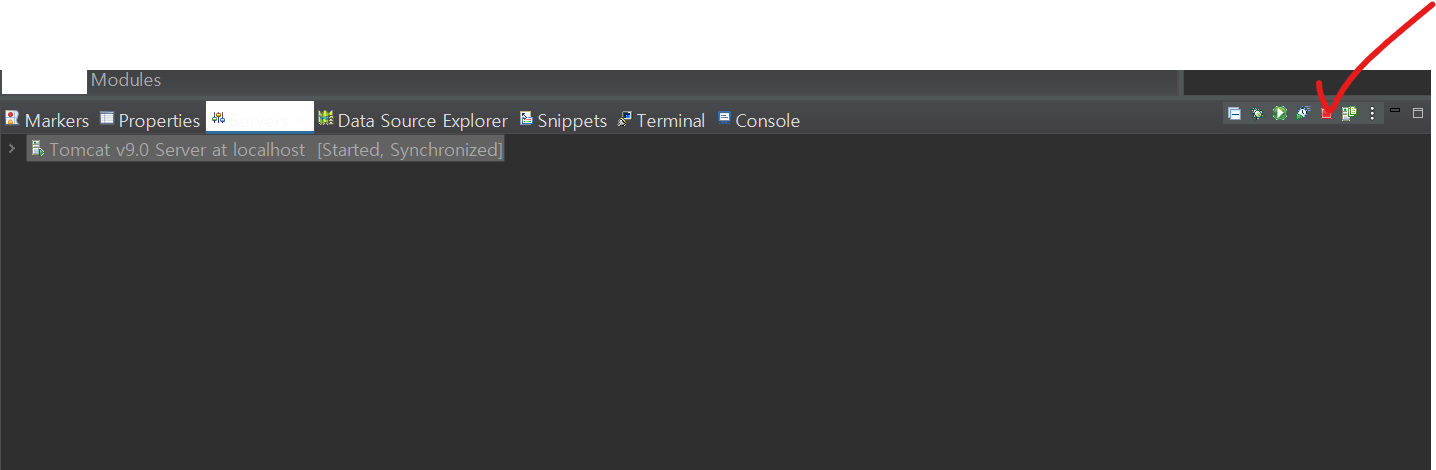 Modules
Markers Properties Servers Data Source Explorer Snippets Terminal Console
Tomcat v9.0 Server at localhost [Started, Synchronized]